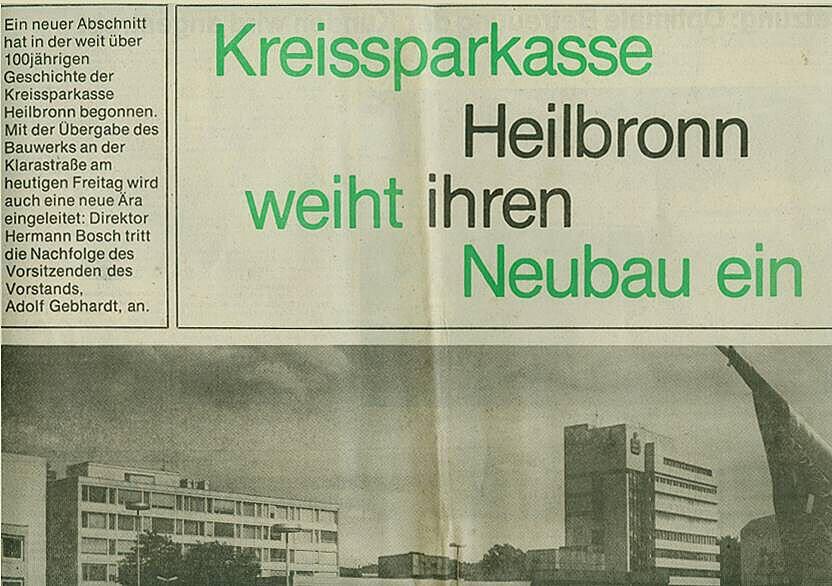 Ein neuer Abschnitt
hat in der weit über
100jährigen
Geschichte der
Kreissparkasse
Heilbronn begonnen.
Mit der Übergabe des
Bauwerks an der
Klarastraße am
heutigen Freitag wird
auch eine neue Ära
eingeleitet: Direktor
Hermann Bosch tritt
die Nachfolge des
Vorsitzenden des
Vorstands,
Adolf Gebhardt, an.
Kreissparkasse
Heilbronn
weiht ihren
Neubau ein